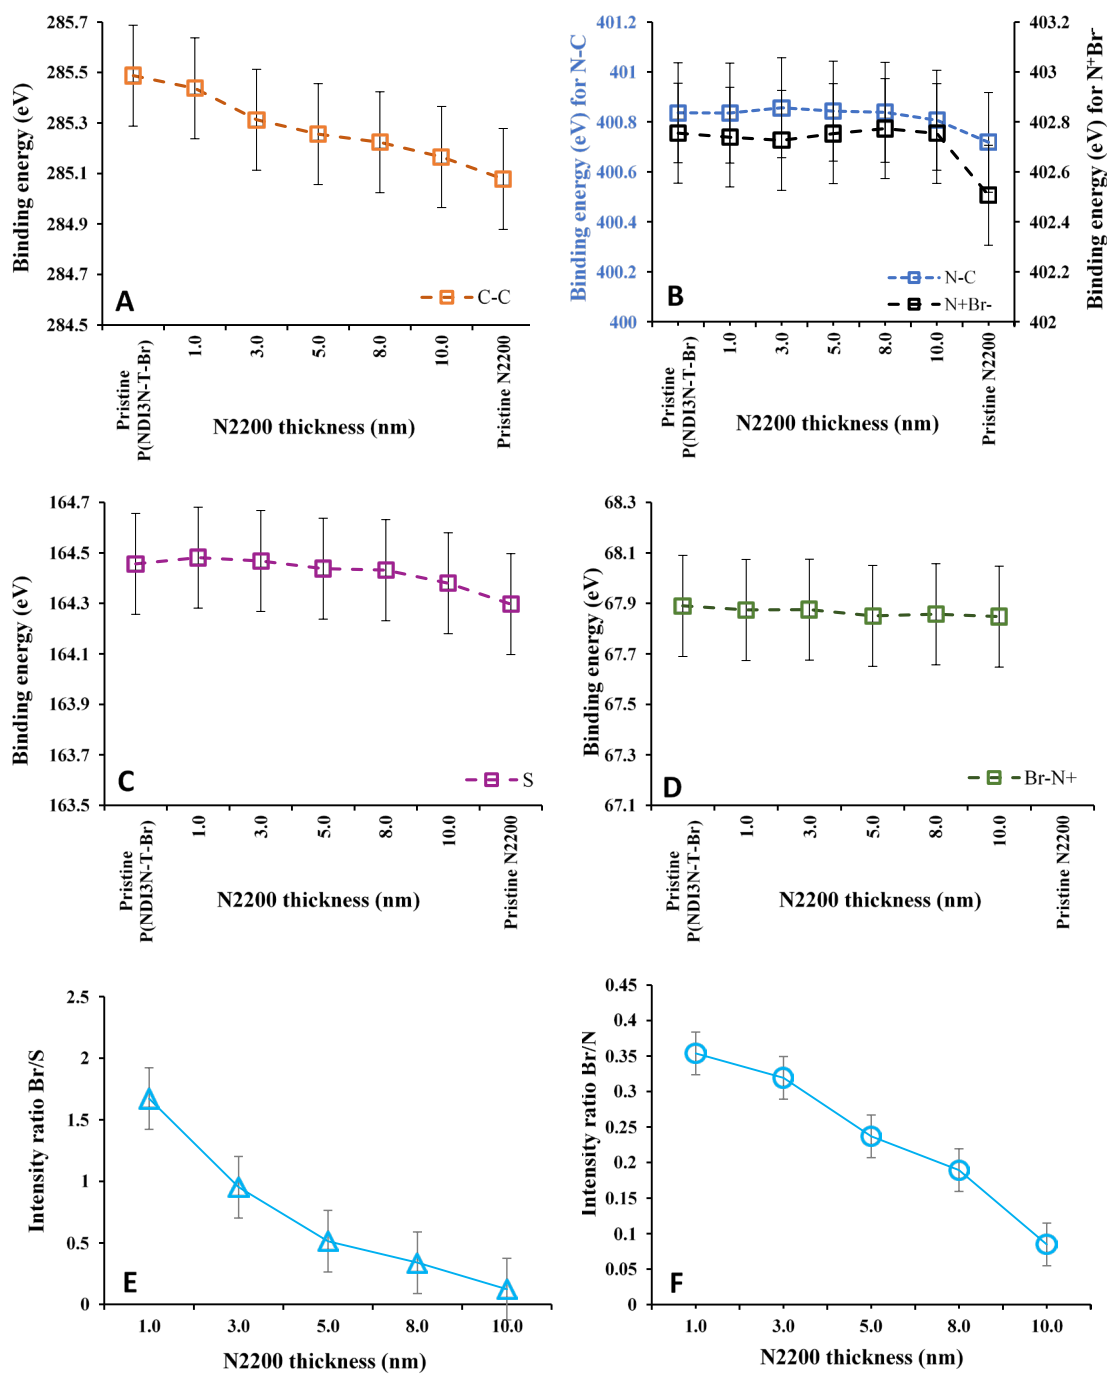 285.7
285.5
285.3
285.1
284.9
284.7
284.5
Binding energy (eV)
A
C-C
Pristine
P(NDI3N-T-Br)
1.0
3.0
5.0
8.0
10.0
Pristine N2200
N2200 thickness (nm)
401.2
401
400.8
400.6
400.4
400.2
400
Binding energy (eV) for N-C
403.2
403
402.8
402.6
402.4
402.2
402
Binding energy (eV) for N⁺Br⁻
B
N-C
N+Br-
Pristine
P(NDI3N-T-Br)
1.0
3.0
5.0
8.0
10.0
Pristine N2200
N2200 thickness (nm)
164.7
164.5
164.3
164.1
163.9
163.7
163.5
Binding energy (eV)
C
S
Pristine
P(NDI3N-T-Br)
1.0
3.0
5.0
8.0
10.0
Pristine N2200
N2200 thickness (nm)
68.3
68.1
67.9
67.7
67.5
67.3
67.1
Binding energy (eV)
D
Br-N+
Pristine
P(NDI3N-T-Br)
1.0
3.0
5.0
8.0
10.0
Pristine N2200
N2200 thickness (nm)
2.5
2
1.5
1
0.5
0
Intensity ratio Br/S
E
1.0
3.0
5.0
8.0
10.0
N2200 thickness (nm)
0.45
0.4
0.35
0.3
0.25
0.2
0.15
0.1
0.05
0
Intensity ratio Br/N
F
1.0
3.0
5.0
8.0
10.0
N2200 thickness (nm)